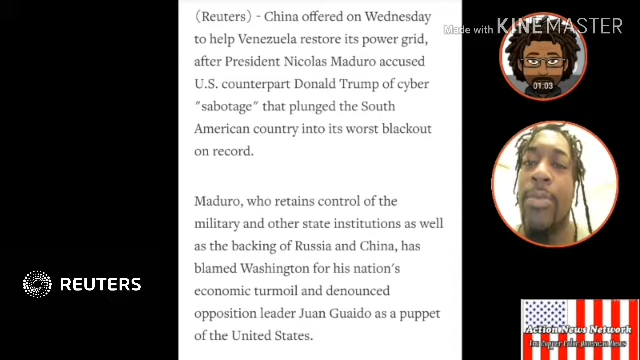 (Reuters) - China offered on Wednesday
to help Venezuela restore its power grid,
after President Nicolas Maduro accused
U.S. counterpart Donald Trump of cyber
"sabotage" that plunged the South
American country into its worst blackout
on record.
Maduro, who retains control of the
military and other state institutions as well
as the backing of Russia and China, has
blamed Washington for his nation's
economic turmoil and denounced
opposition leader Juan Guaido as a puppet
of the United States.
REUTERS
Made with KINEMASTER
01:03
Action News Network